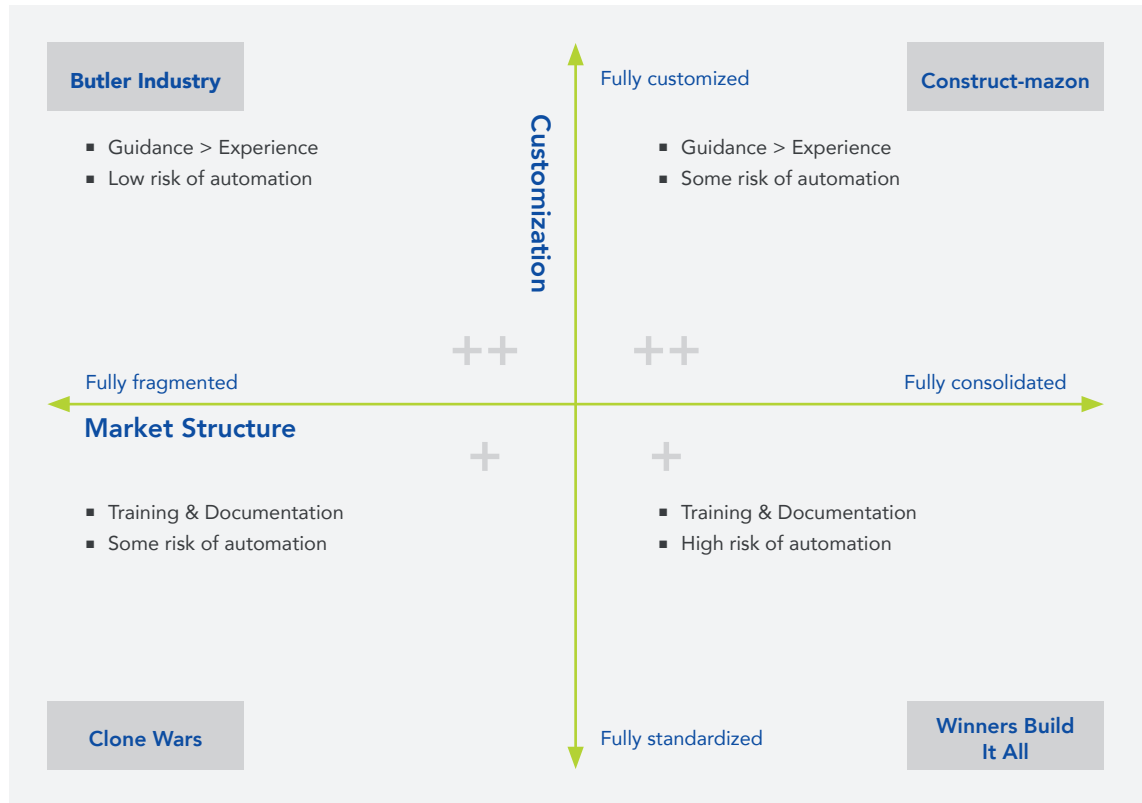 Butler Industry
Fully customized
Construct-mazon
Customization
▪ Guidance > Experience
▪ Low risk of automation
▪ Guidance > Experience
▪ Some risk of automation
++
++
Fully fragmented
Fully consolidated
Market Structure
+
+
▪ Training & Documentation
▪ Some risk of automation
▪ Training & Documentation
▪ High risk of automation
Clone Wars
Fully standardized
Winners Build
It All